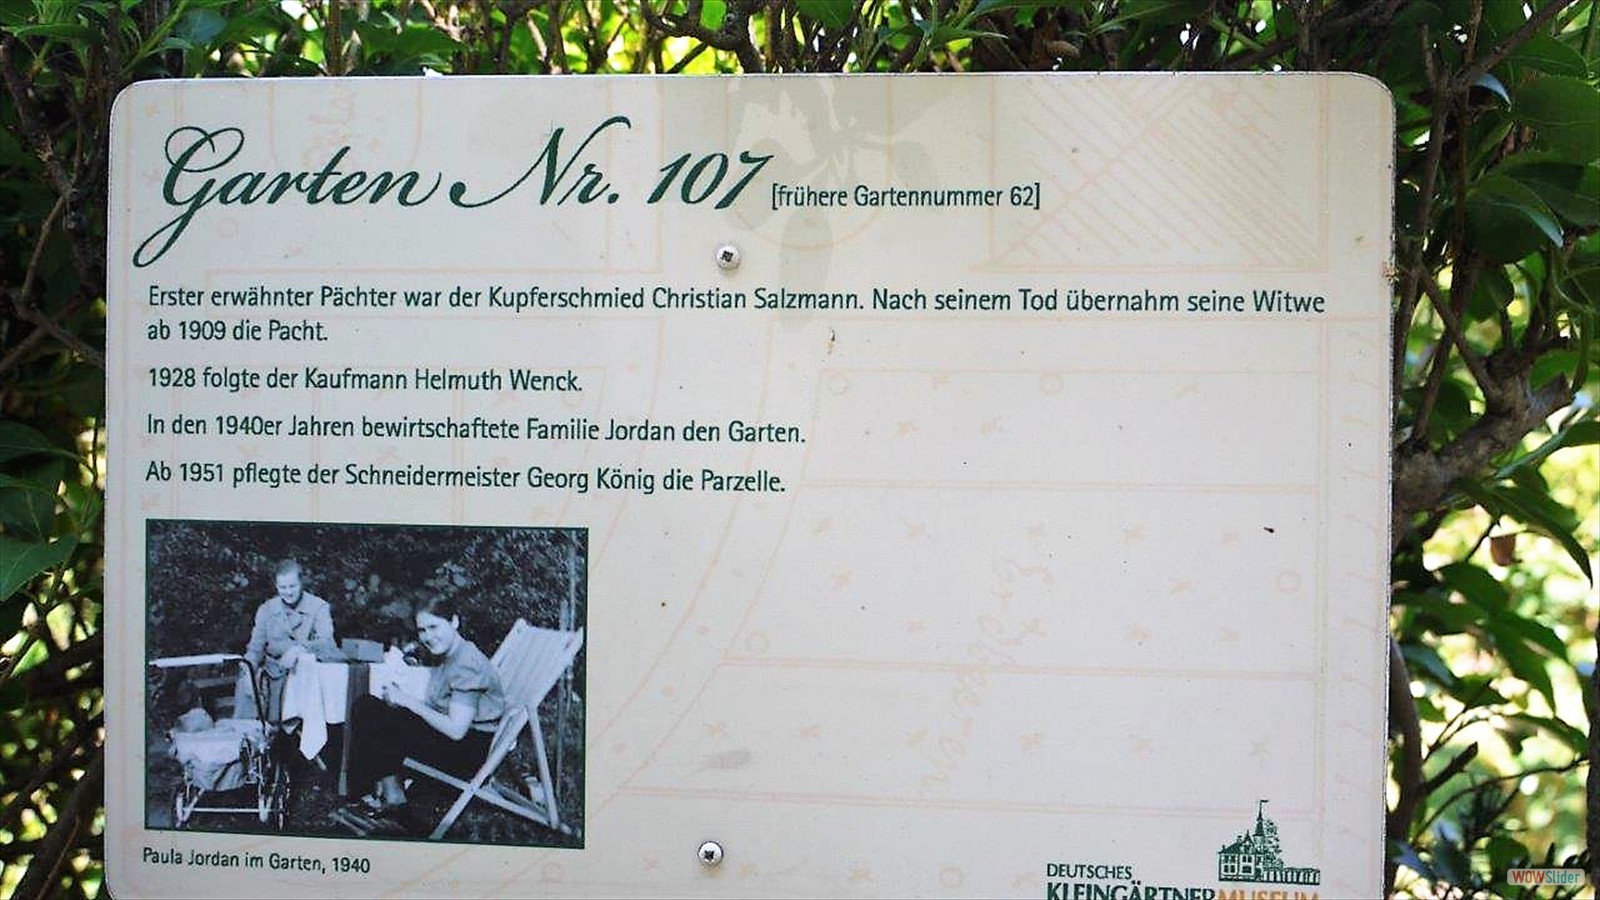 Garten Nr. 107 [frühere Gartennummer 62]
Erster erwähnter Pächter war der Kupferschmied Christian Salzmann. Nach seinem Tod übernahm seine Witwe
ab 1909 die Pacht.
1928 folgte der Kaufmann Helmuth Wenck.
In den 1940er Jahren bewirtschaftete Familie Jordan den Garten.
Ab 1951 pflegte der Schneidermeister Georg König die Parzelle.
Paula Jordan im Garten, 1940
DEUTSCHES
KLEINGÄRTNERMUSEUM
WOWSlider